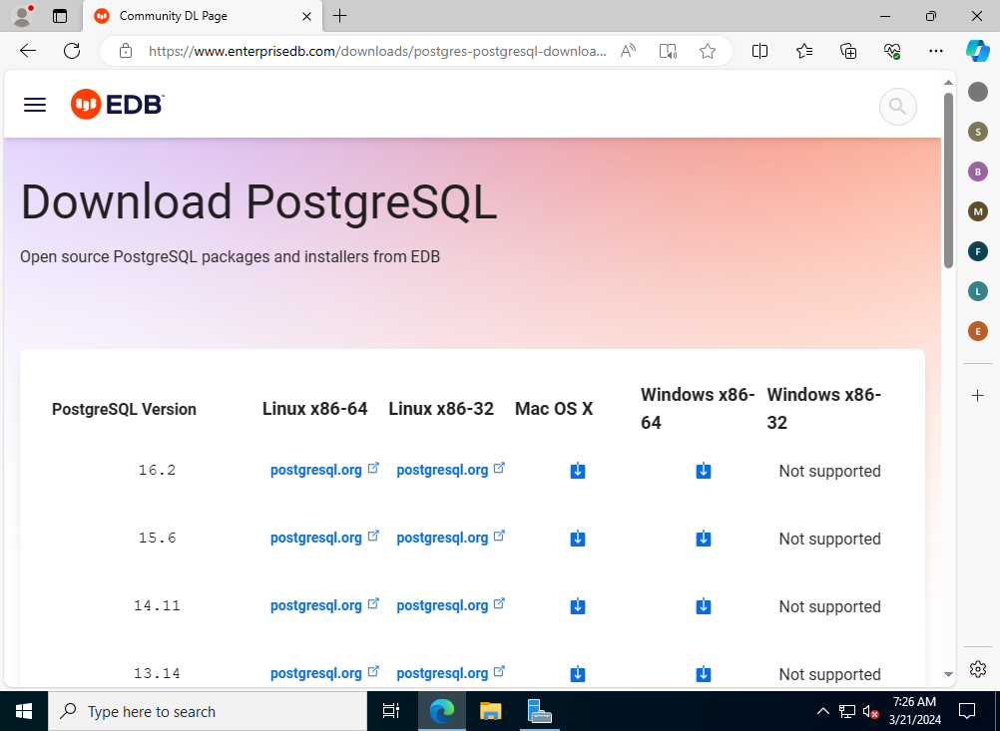 Community DL Page
https://www.enterprisedb.com/downloads/postgres-postgresql-downloa...
EDB
Download PostgreSQL
Open source PostgreSQL packages and installers from EDB
PostgreSQL Version Linux x86-64 Linux x86-32 Mac OS X Windows x86-64 Windows x86-32
16.2 postgresql.org postgresql.org Not supported
15.6 postgresql.org postgresql.org Not supported
14.11 postgresql.org postgresql.org Not supported
13.14 postgresql.org postgresql.org Not supported
S
B
M
F
L
E
Type here to search
7:26 AM
3/21/2024